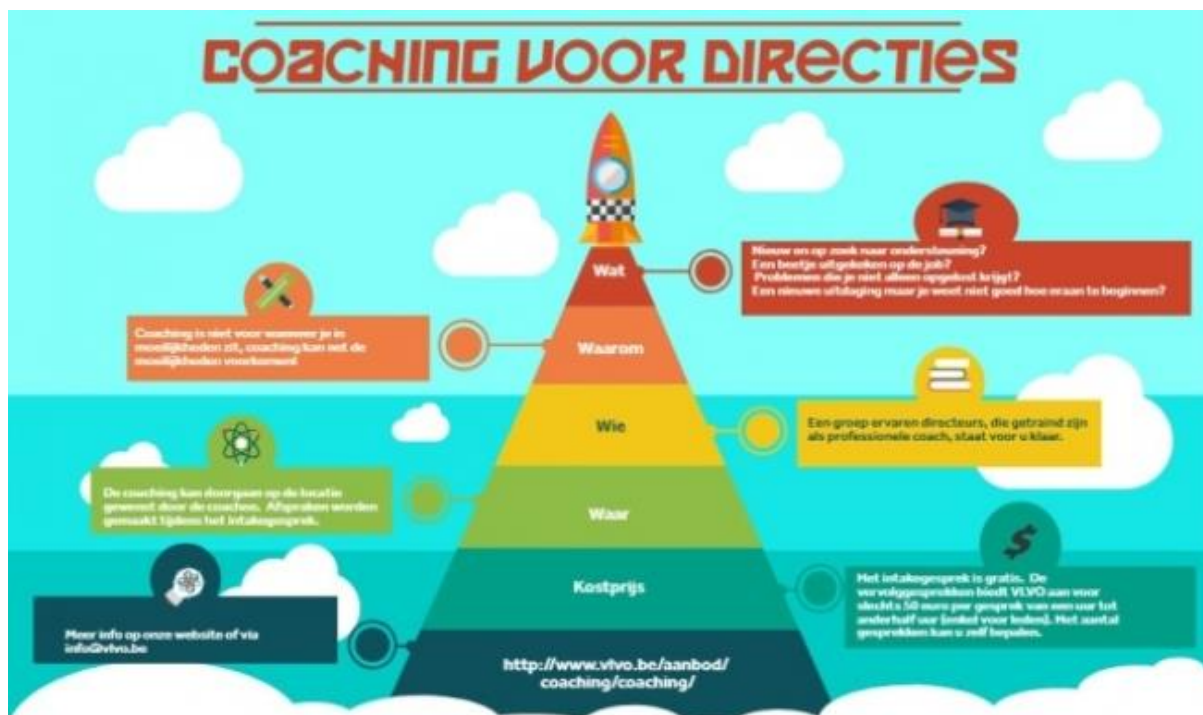 COACHING VOOR DIRECTIES
Wat
Nieuw en op zoek naar ondersteuning?
Een beetje uitgekeken op de job?
Problemen die je niet alleen opgelost krijgt?
Een nieuwe uitdaging maar je weet niet goed hoe eraan te beginnen?
Waarom
Coaching is niet voor wanneer je in
moeilijkheden zit, coaching kan net de
moeilijkheden voorkomen!
Wie
Een groep ervaren directeurs, die getraind zijn
als professionele coach, staat voor u klaar.
Waar
De coaching kan doorgaan op de locatie
gewenst door de coachee. Afspraken worden
gemaakt tijdens het intakegesprek.
Kostprijs
Het intakegesprek is gratis. De
vervolggesprekken biedt VLVO aan voor
slechts 50 euro per gesprek van een uur tot
anderhalf uur (enkel voor leden). Het aantal
gesprekken kan u zelf bepalen.
Meer info op onze website of via
info@vlvo.be
http://www.vlvo.be/aanbod/
coaching/coaching/